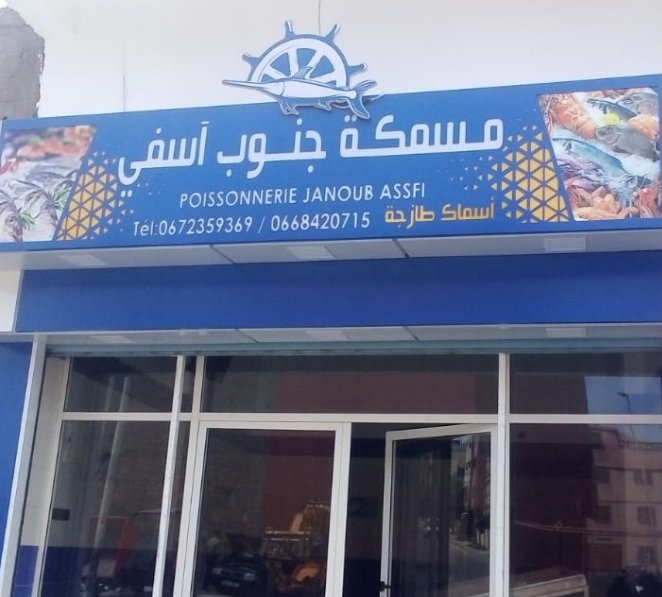 مسمكة جنوب آسفي
POISSONNERIE JANOUB ASSFI
Tél:0672359369 / 0668420715 أسماك طازجة